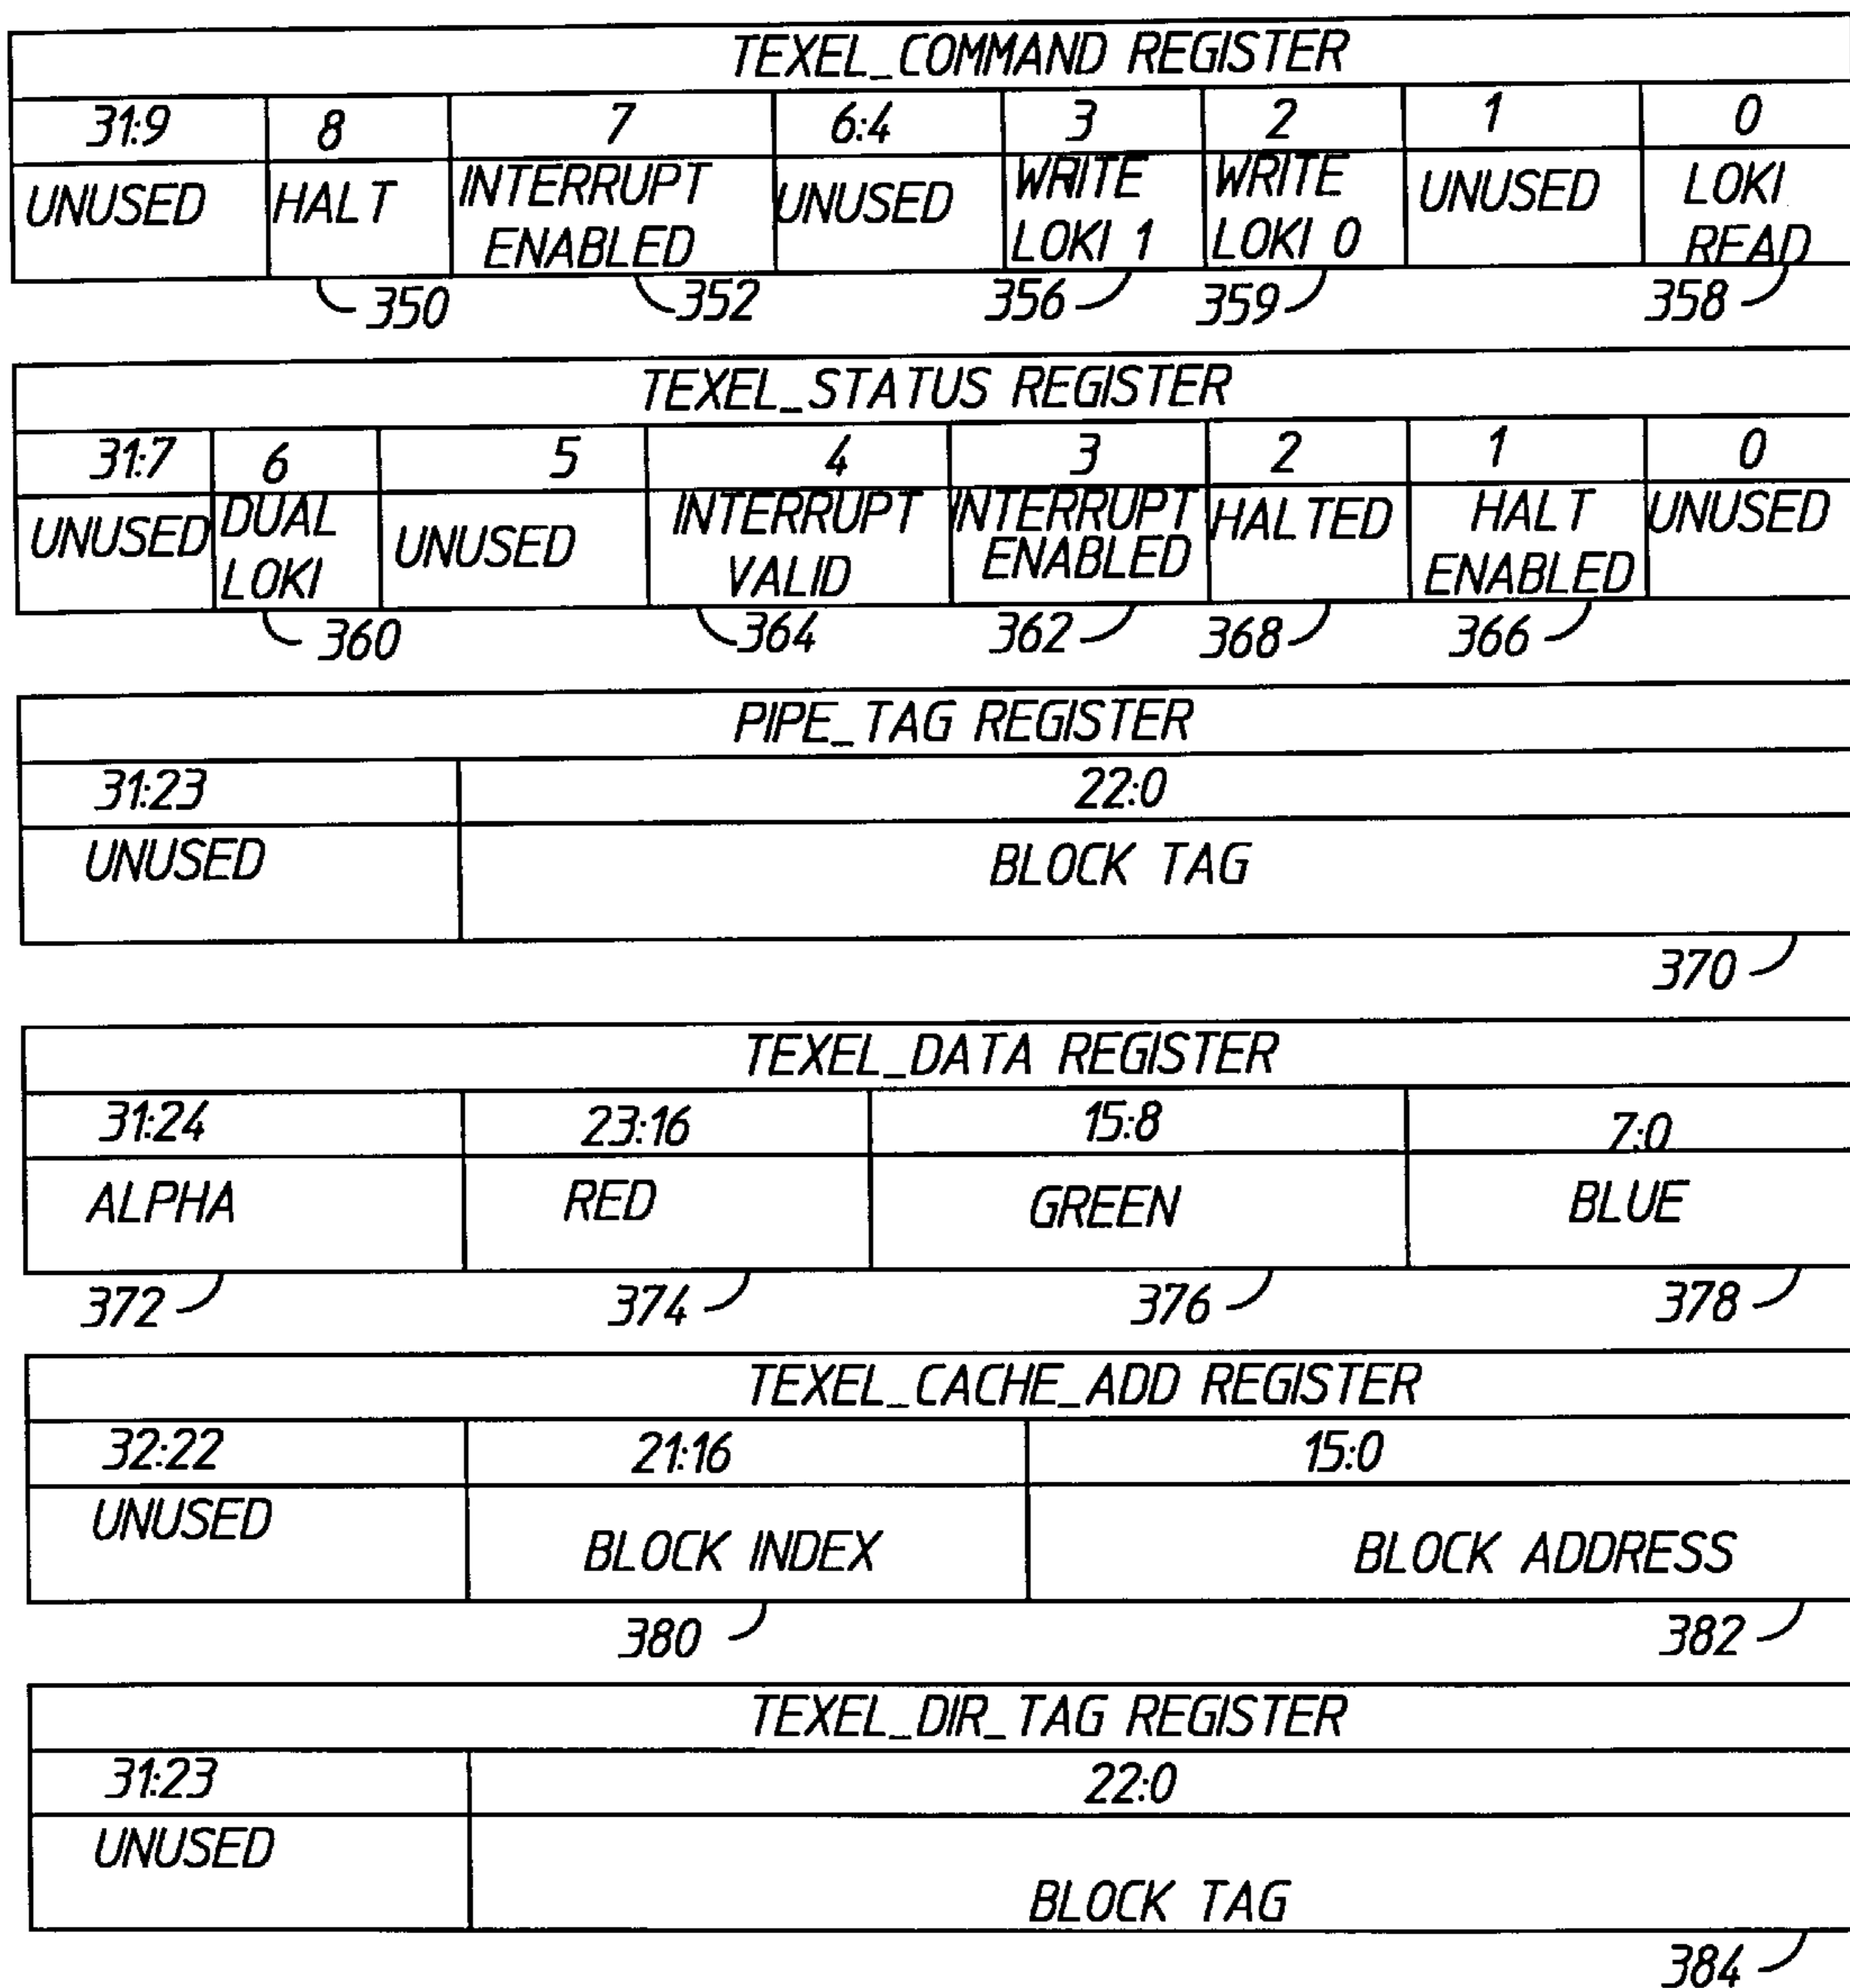 TEXEL_COMMAND REGISTER
31:9 8 7 6:4 3 2 1 0
UNUSED HALT INTERRUPT ENABLED UNUSED WRITE LOKI 1 WRITE LOKI 0 UNUSED LOKI READ
350 352 356 359 358
TEXEL_STATUS REGISTER
31:7 6 5 4 3 2 1 0
UNUSED DUAL LOKI UNUSED INTERRUPT VALID INTERRUPT ENABLED HALTED HALT ENABLED UNUSED
360 364 362 368 366
PIPE_TAG REGISTER
31:23 22:0
UNUSED BLOCK TAG
370
TEXEL_DATA REGISTER
31:24 23:16 15:8 7:0
ALPHA RED GREEN BLUE
372 374 376 378
TEXEL_CACHE_ADD REGISTER
32:22 21:16 15:0
UNUSED BLOCK INDEX BLOCK ADDRESS
380 382
TEXEL_DIR_TAG REGISTER
31:23 22:0
UNUSED BLOCK TAG
384